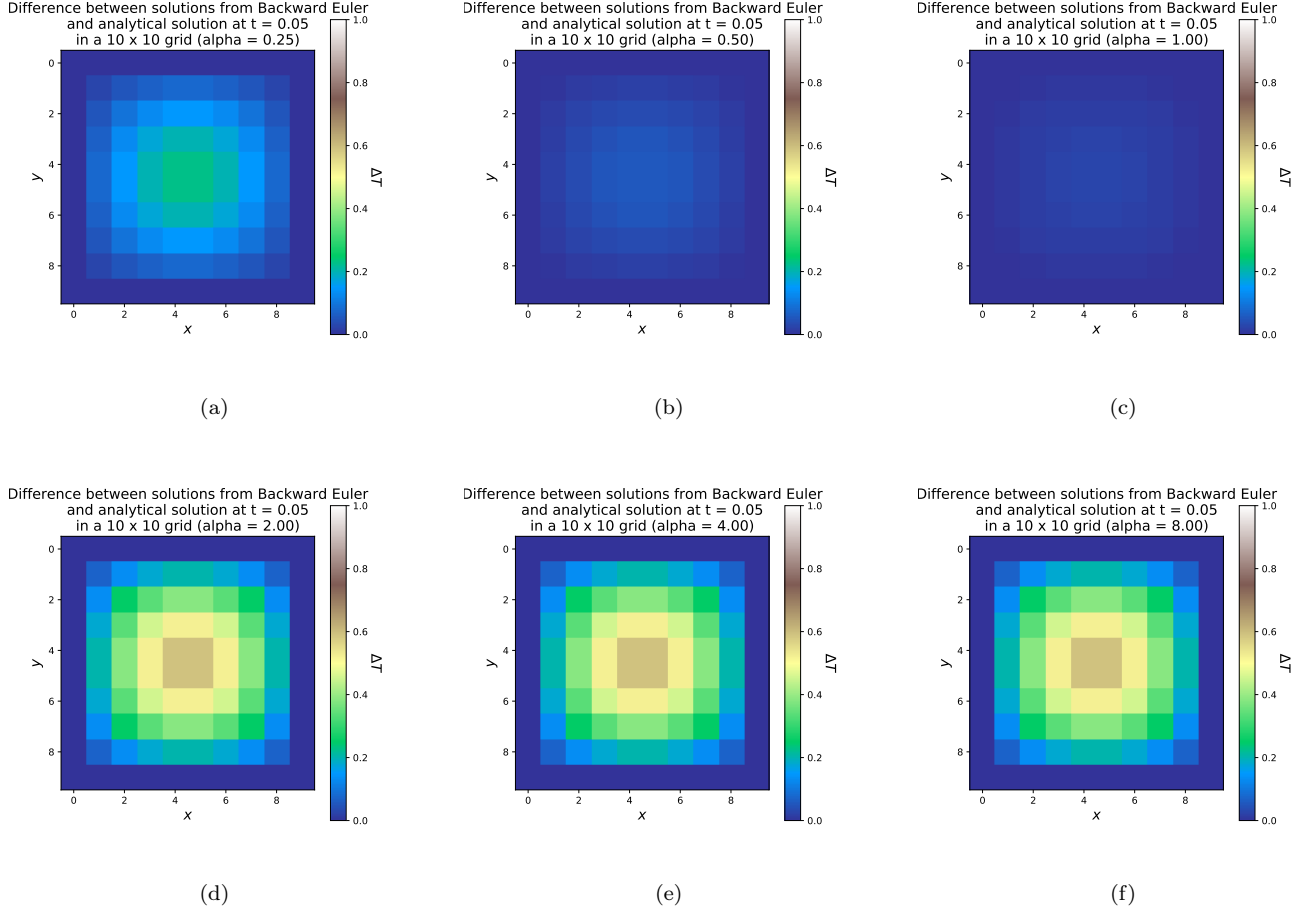 Difference between solutions from Backward Euler
and analytical solution at t = 0.05
in a 10 x 10 grid (alpha = 0.25)
1.0
0.8
0.6
0.4
0.2
0.0
ΔT
0
2
4
6
8
y
0 2 4 6 8
x
(a)
Difference between solutions from Backward Euler
and analytical solution at t = 0.05
in a 10 x 10 grid (alpha = 0.50)
1.0
0.8
0.6
0.4
0.2
0.0
ΔT
0
2
4
6
8
y
0 2 4 6 8
x
(b)
Difference between solutions from Backward Euler
and analytical solution at t = 0.05
in a 10 x 10 grid (alpha = 1.00)
1.0
0.8
0.6
0.4
0.2
0.0
ΔT
0
2
4
6
8
y
0 2 4 6 8
x
(c)
Difference between solutions from Backward Euler
and analytical solution at t = 0.05
in a 10 x 10 grid (alpha = 2.00)
1.0
0.8
0.6
0.4
0.2
0.0
ΔT
0
2
4
6
8
y
0 2 4 6 8
x
(d)
Difference between solutions from Backward Euler
and analytical solution at t = 0.05
in a 10 x 10 grid (alpha = 4.00)
1.0
0.8
0.6
0.4
0.2
0.0
ΔT
0
2
4
6
8
y
0 2 4 6 8
x
(e)
Difference between solutions from Backward Euler
and analytical solution at t = 0.05
in a 10 x 10 grid (alpha = 8.00)
1.0
0.8
0.6
0.4
0.2
0.0
ΔT
0
2
4
6
8
y
0 2 4 6 8
x
(f)